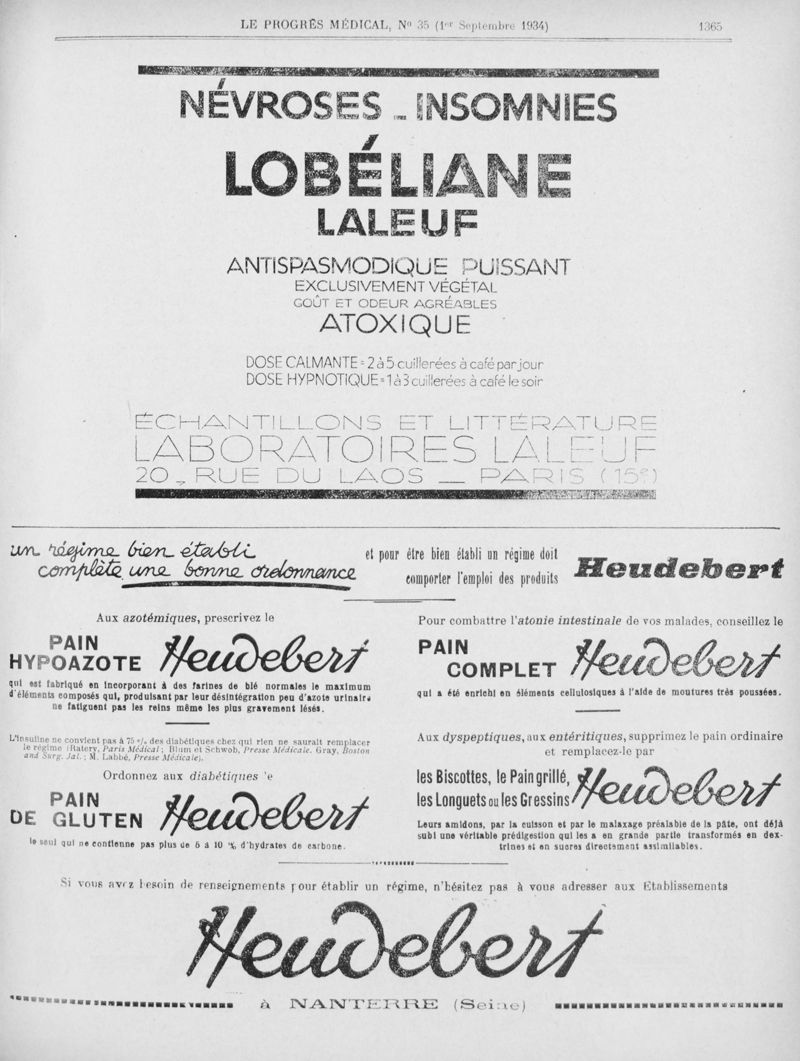 LE PROGRÈS MÉDICAL, Nº 35 (1er Septembre 1934) 1365
NÉVROSES - INSOMNIES
LOBÉLIANE
LALEUF
ANTISPASMODIQUE PUISSANT
EXCLUSIVEMENT VÉGÉTAL
GOÛT ET ODEUR AGRÉABLES
ATOXIQUE
DOSE CALMANTE = 2 à 5 cuillerées à café par jour
DOSE HYPNOTIQUE = 1 à 3 cuillerées à café le soir
ÉCHANTILLONS ET LITTÉRATURE
LABORATOIRES LALEUF
20, RUE DU LAOS — PARIS (15e)
un régime bien établi
complète une bonne ordonnance
et pour être bien établi un régime doit
comporter l'emploi des produits
Heudebert
Aux azotémiques, prescrivez le
PAIN
HYPOAZOTE Heudebert
qui est fabriqué en incorporant à des farines de blé normales le maximum
d'éléments composés qui, produisant par leur désintégration peu d'azote urinaire
ne fatiguent pas les reins même les plus gravement lésés.
L'insuline ne convient pas à 75 % des diabétiques chez qui rien ne saurait remplacer
le régime (Ratery, Paris Médical; Blum et Schwob, Presse Médicale. Gray, Boston
and Surg. Jal.; M. Labbé, Presse Médicale).
Ordonnez aux diabétiques 'e
PAIN
DE GLUTEN Heudebert
le seul qui ne contienne pas plus de 5 à 10 % d'hydrates de carbone.
Pour combattre l'atonie intestinale de vos malades, conseillez le
PAIN
COMPLET Heudebert
qui a été enrichi en éléments cellulosiques à l'aide de moutures très poussées.
Aux dyspeptiques, aux entéritiques, supprimez le pain ordinaire
et remplacez-le par
les Biscottes, le Pain grillé,
les Longuets ou les Gressins Heudebert
Leurs amidons, par la cuisson et par le malaxage préalable de la pâte, ont déjà
subi une véritable prédigestion qui les a en grande partie transformés en dex-
trines et en sucres directement assimilables.
Si vous avez besoin de renseignements pour établir un régime, n'hésitez pas à vous adresser aux Etablissements
Heudebert
à NANTERRE (Seine)